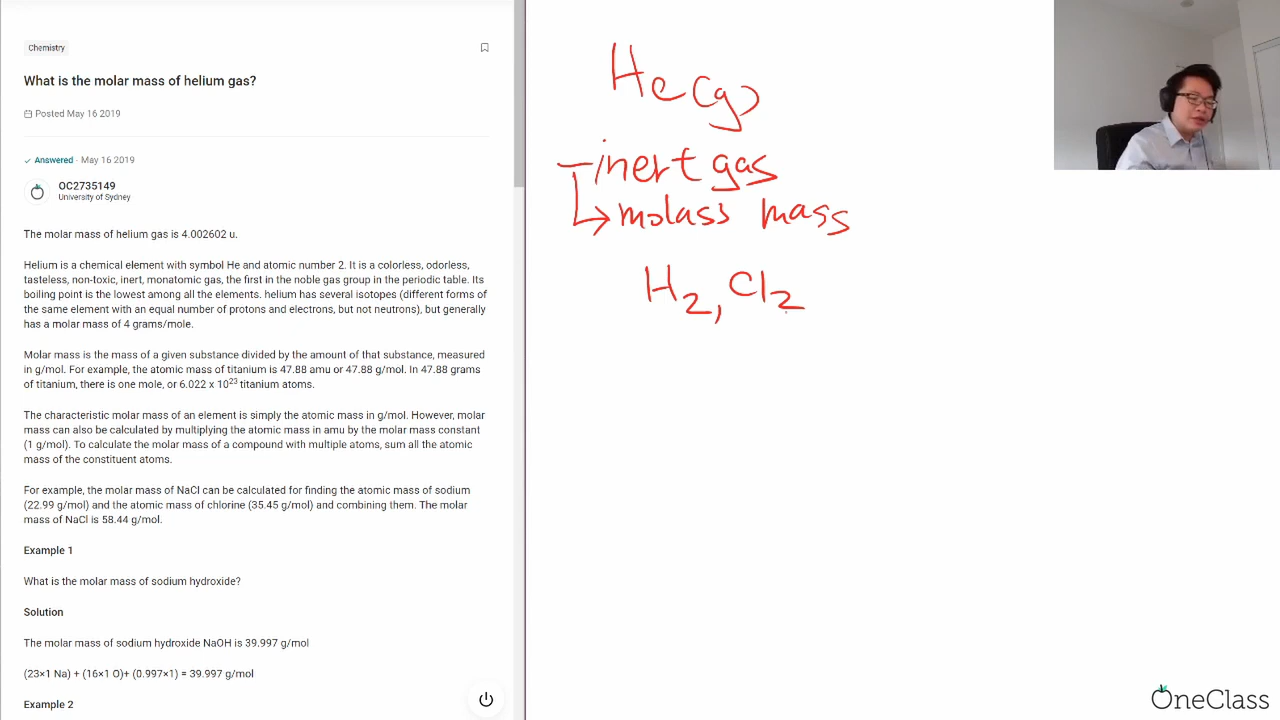 Chemistry
What is the molar mass of helium gas?
Posted May 16 2019
Answered - May 16 2019
OC2735149
University of Sydney
The molar mass of helium gas is 4.002602 u.
Helium is a chemical element with symbol He and atomic number 2. It is a colorless, odorless,
tasteless, non-toxic, inert, monatomic gas, the first in the noble gas group in the periodic table. Its
boiling point is the lowest among all the elements. helium has several isotopes (different forms of
the same element with an equal number of protons and electrons, but not neutrons), but generally
has a molar mass of 4 grams/mole.
Molar mass is the mass of a given substance divided by the amount of that substance, measured
in g/mol. For example, the atomic mass of titanium is 47.88 amu or 47.88 g/mol. In 47.88 grams
of titanium, there is one mole, or 6.022 x 10²³ titanium atoms.
The characteristic molar mass of an element is simply the atomic mass in g/mol. However, molar
mass can also be calculated by multiplying the atomic mass in amu by the molar mass constant
(1 g/mol). To calculate the molar mass of a compound with multiple atoms, sum all the atomic
mass of the constituent atoms.
For example, the molar mass of NaCl can be calculated for finding the atomic mass of sodium
(22.99 g/mol) and the atomic mass of chlorine (35.45 g/mol) and combining them. The molar
mass of NaCl is 58.44 g/mol.
Example 1
What is the molar mass of sodium hydroxide?
Solution
The molar mass of sodium hydroxide NaOH is 39.997 g/mol
(23×1 Na) + (16×1 O)+ (0.997×1) = 39.997 g/mol
Example 2
He(g)
- inert gas
→ molass mass
H₂, Cl₂
OneClass